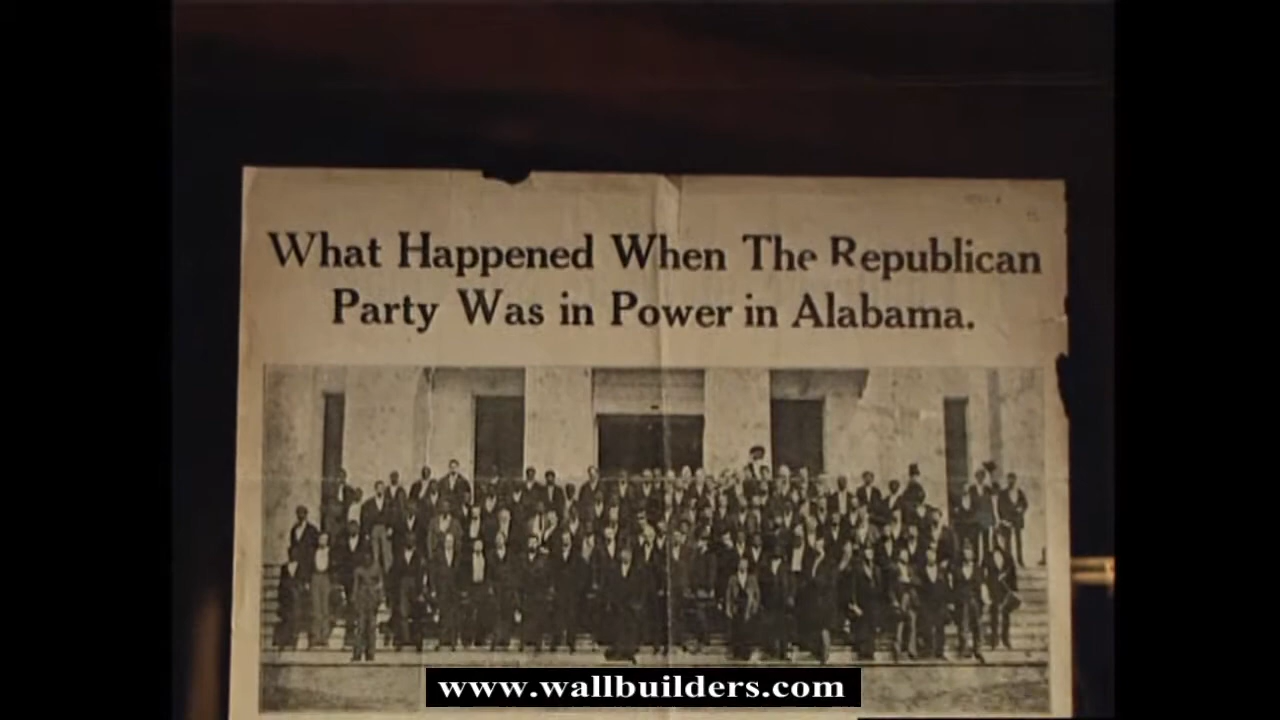 What Happened When The Republican
Party Was in Power in Alabama.
www.wallbuilders.com